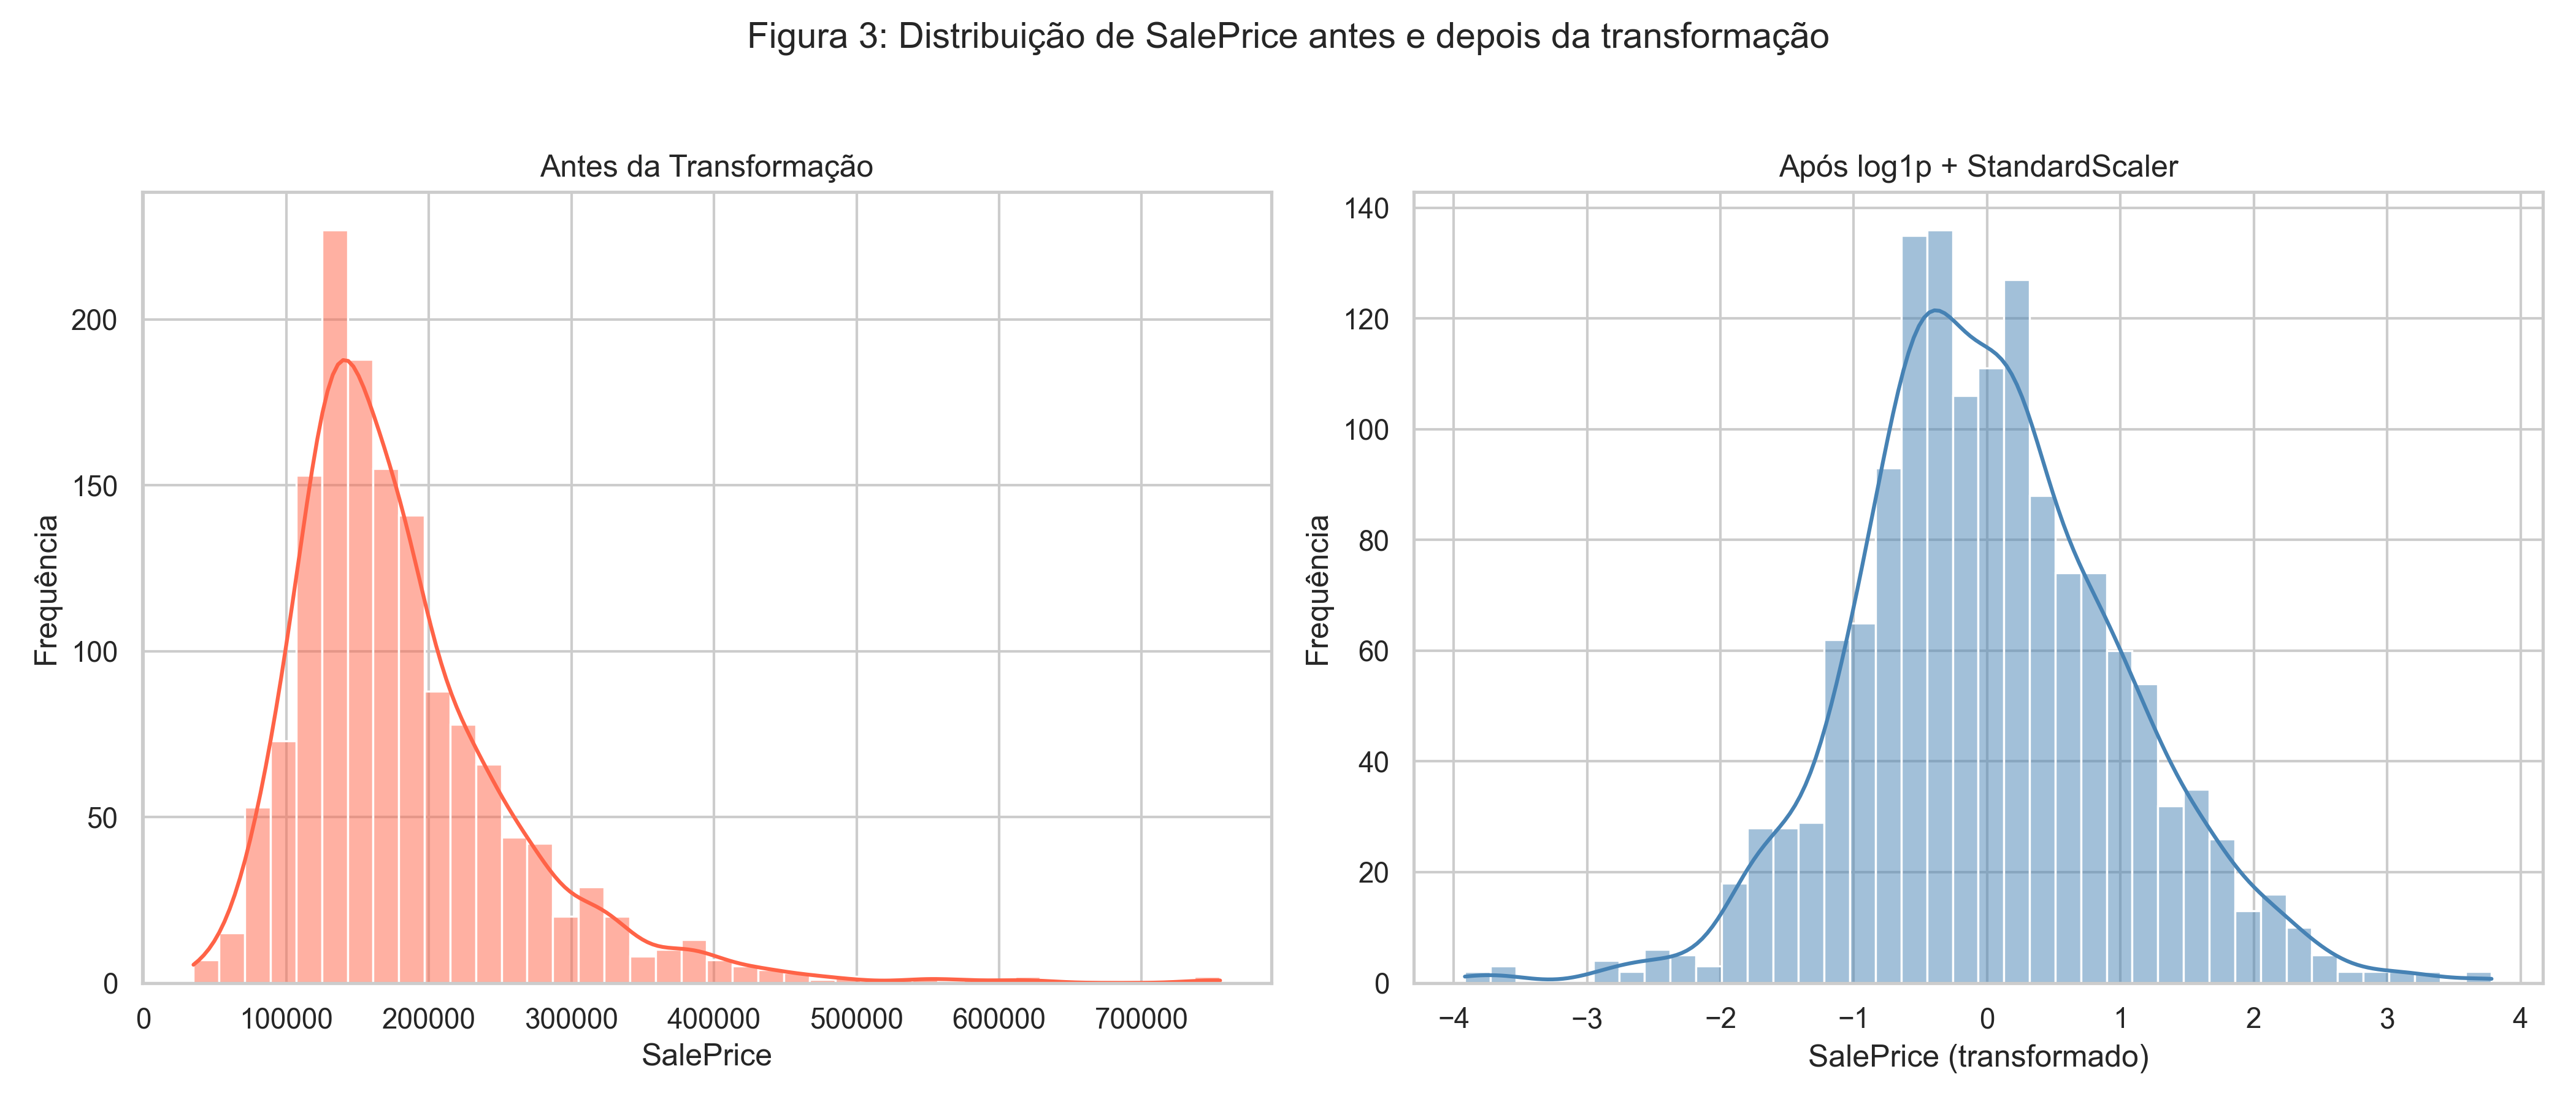 Figura 3: Distribuição de SalePrice antes e depois da transformação
Antes da Transformação
Frequência
200
150
100
50
0
0 100000 200000 300000 400000 500000 600000 700000
SalePrice
Após log1p + StandardScaler
Frequência
140
120
100
80
60
40
20
0
−4 −3 −2 −1 0 1 2 3 4
SalePrice (transformado)